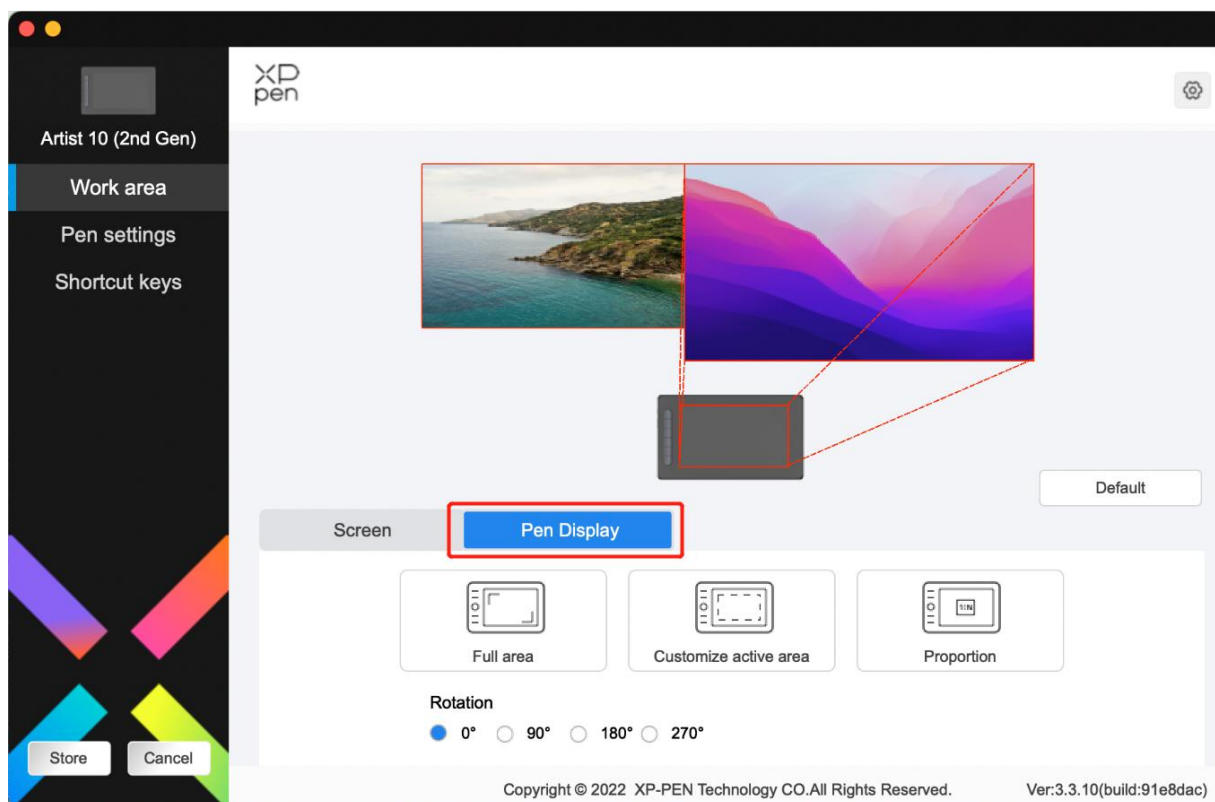 XP
pen
Artist 10 (2nd Gen)
Work area
Pen settings
Shortcut keys
Default
Screen Pen Display
1:N
Full area Customize active area Proportion
Rotation
0° 90° 180° 270°
Store Cancel
Copyright © 2022 XP-PEN Technology CO.All Rights Reserved. Ver:3.3.10(build:91e8dac)